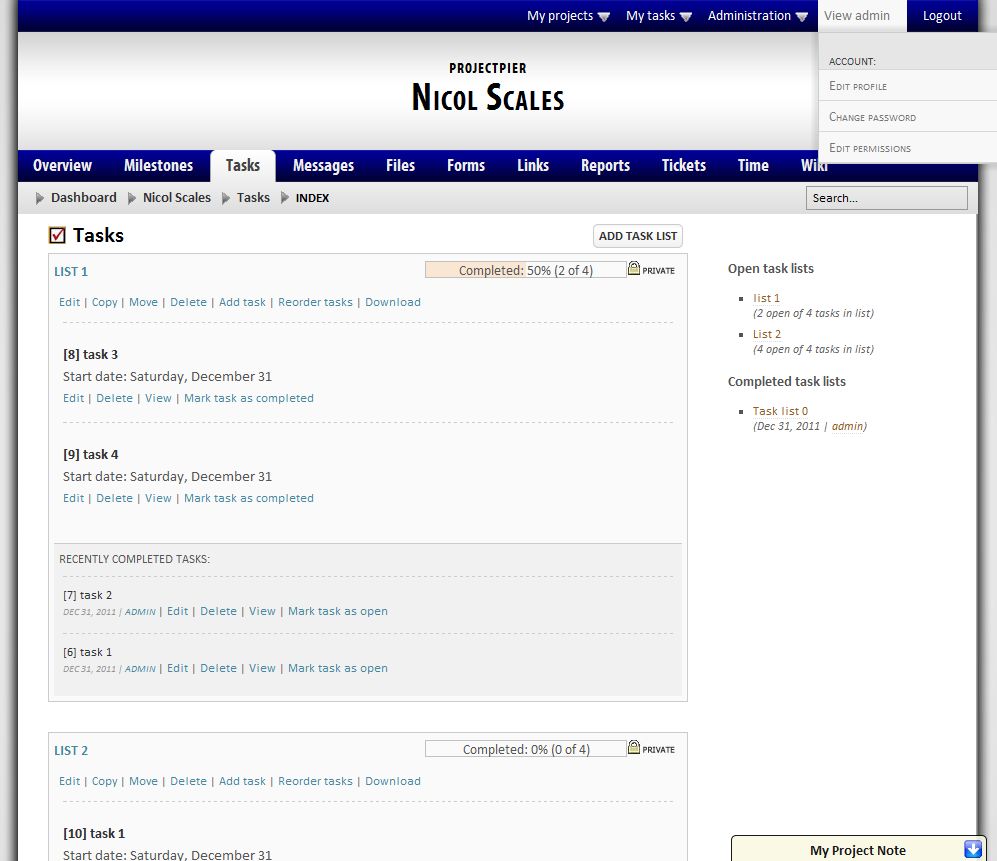 My projects My tasks Administration View admin Logout
ACCOUNT:
EDIT PROFILE
CHANGE PASSWORD
EDIT PERMISSIONS
PROJECTPIER
NICOL SCALES
Overview Milestones Tasks Messages Files Forms Links Reports Tickets Time Wiki
Dashboard Nicol Scales Tasks INDEX Search...
Tasks ADD TASK LIST
LIST 1 Completed: 50% (2 of 4) PRIVATE
Edit | Copy | Move | Delete | Add task | Reorder tasks | Download
[8] task 3
Start date: Saturday, December 31
Edit | Delete | View | Mark task as completed
[9] task 4
Start date: Saturday, December 31
Edit | Delete | View | Mark task as completed
RECENTLY COMPLETED TASKS:
[7] task 2
DEC 31, 2011 | ADMIN | Edit | Delete | View | Mark task as open
[6] task 1
DEC 31, 2011 | ADMIN | Edit | Delete | View | Mark task as open
LIST 2 Completed: 0% (0 of 4) PRIVATE
Edit | Copy | Move | Delete | Add task | Reorder tasks | Download
[10] task 1
Start date: Saturday, December 31
Open task lists
list 1
(2 open of 4 tasks in list)
List 2
(4 open of 4 tasks in list)
Completed task lists
Task list 0
(Dec 31, 2011 | admin)
My Project Note